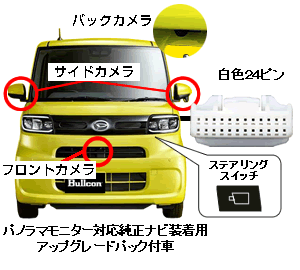 バックカメラ
サイドカメラ
白色24ピン
フロントカメラ
Bullcon
ステアリング
スイッチ
パノラマモニター対応純正ナビ装着用
アップグレードパック付車